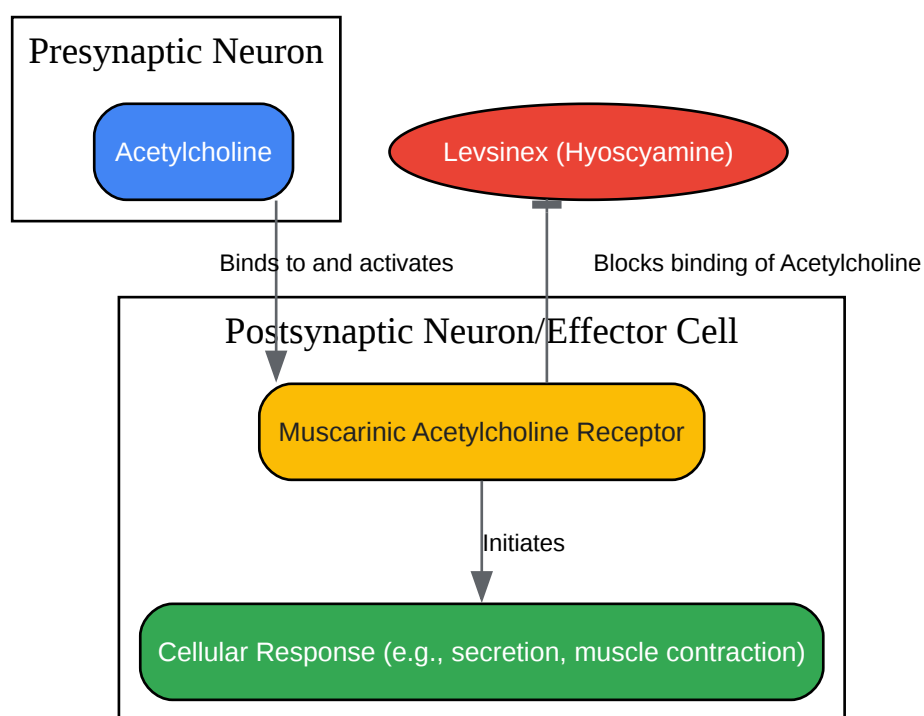 Presynaptic Neuron
Acetylcholine
Levsinex (Hyoscyamine)
Binds to and activates
Blocks binding of Acetylcholine
Postsynaptic Neuron/Effector Cell
Muscarinic Acetylcholine Receptor
Initiates
Cellular Response (e.g., secretion, muscle contraction)